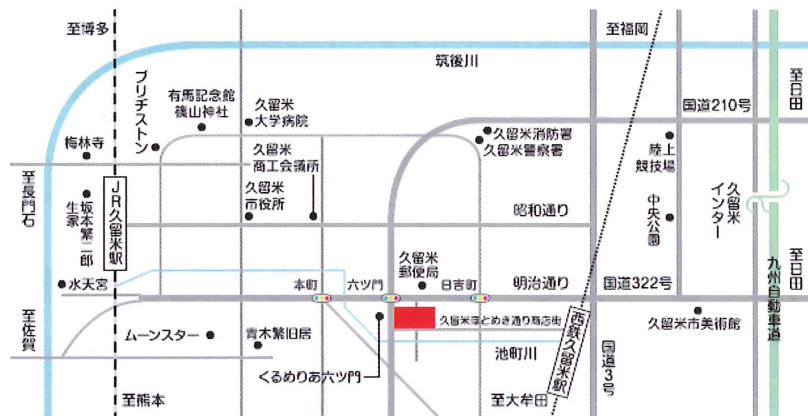 至博多
至福岡
筑後川
至日田
ブリヂストン
有馬記念館
篠山神社
久留米
大学病院
国道210号
梅林寺
久留米消防署
久留米警察署
陸上
競技場
久留米
商工会議所
至長門石
JR久留米駅
坂本繁二郎
生家
久留米
市役所
昭和通り
中央公園
久留米
インター
水天宮
本町
六ツ門
久留米
郵便局
日吉町
明治通り
国道322号
至日田
九州自動車道
至佐賀
ムーンスター
青木繁旧居
久留米ほとめき通り商店街
西鉄久留米駅
国道3号
久留米市美術館
くるめりあ六ツ門
池町川
至熊本
至大牟田